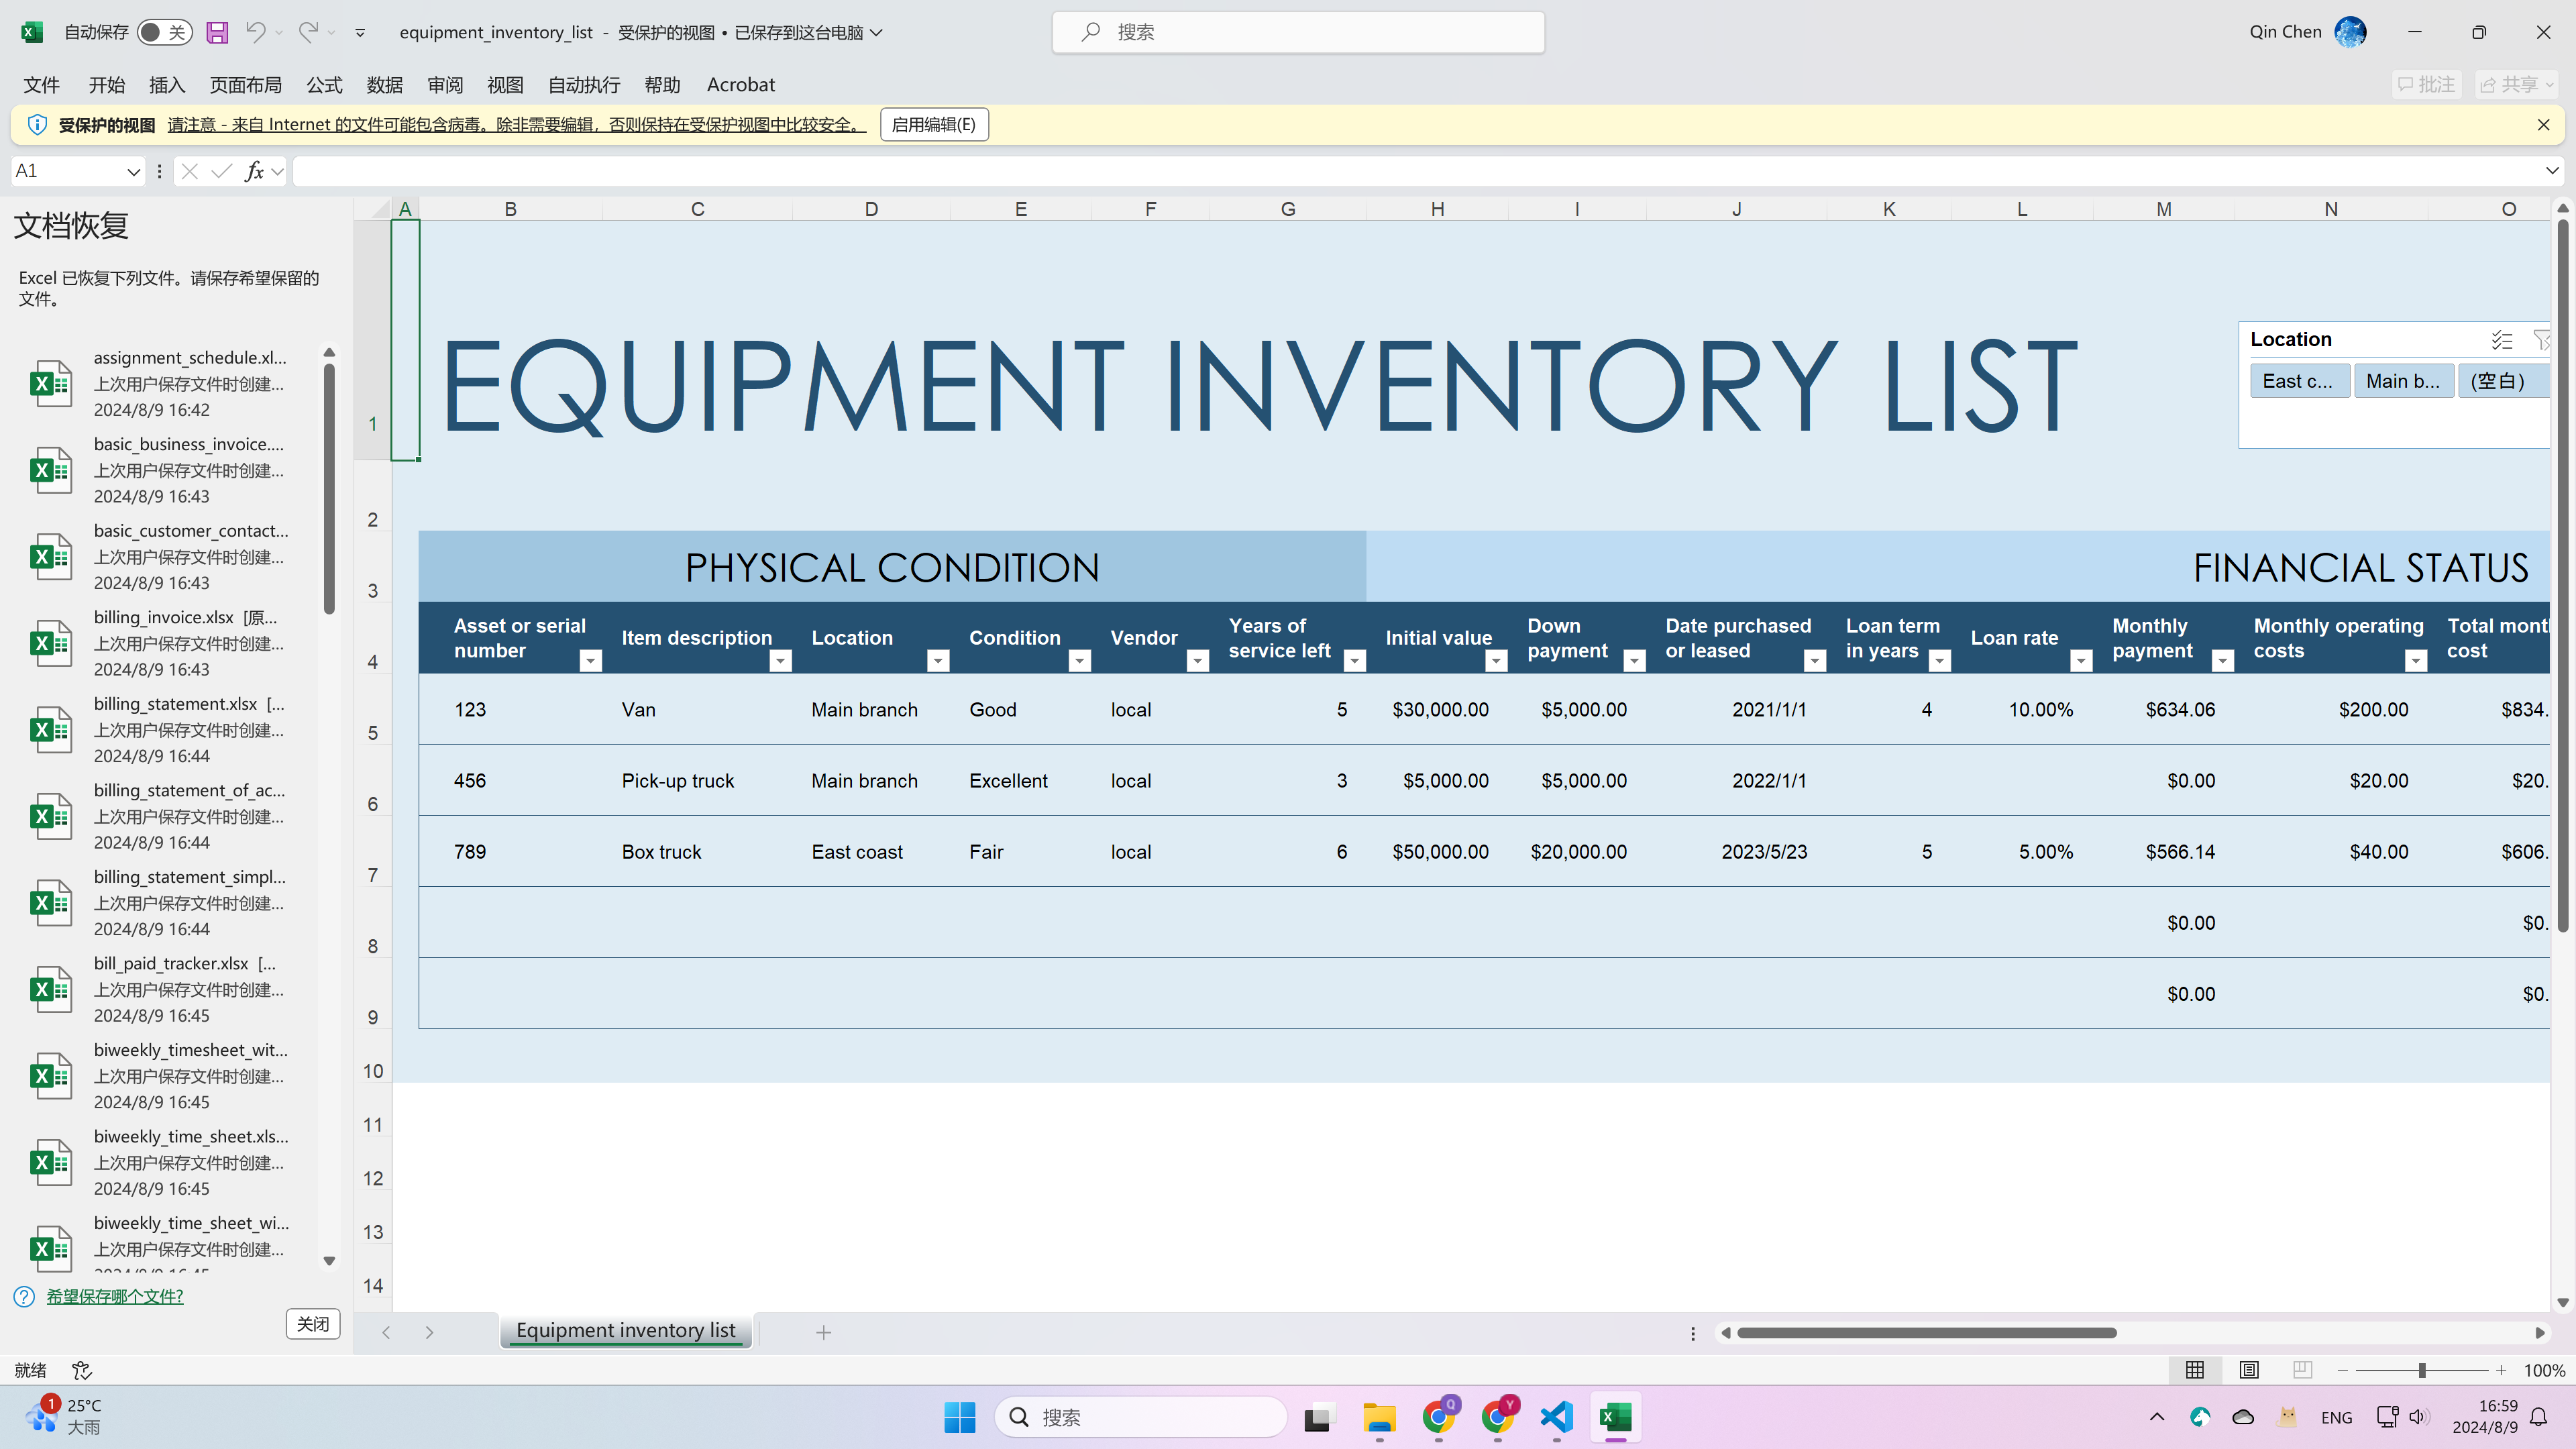 自动保存 关 equipment_inventory_list - 受保护的视图 • 已保存到这台电脑 搜索 Qin Chen
文件 开始 插入 页面布局 公式 数据 审阅 视图 自动执行 帮助 Acrobat 批注 共享
受保护的视图 请注意 - 来自 Internet 的文件可能包含病毒。除非需要编辑，否则保持在受保护视图中比较安全。 启用编辑(E)
A1 fx
文档恢复
Excel 已恢复下列文件。请保存希望保留的
文件。
assignment_schedule.xl...
上次用户保存文件时创建...
2024/8/9 16:42
basic_business_invoice....
上次用户保存文件时创建...
2024/8/9 16:43
basic_customer_contact...
上次用户保存文件时创建...
2024/8/9 16:43
billing_invoice.xlsx [原...
上次用户保存文件时创建...
2024/8/9 16:43
billing_statement.xlsx [...
上次用户保存文件时创建...
2024/8/9 16:44
billing_statement_of_ac...
上次用户保存文件时创建...
2024/8/9 16:44
billing_statement_simpl...
上次用户保存文件时创建...
2024/8/9 16:44
bill_paid_tracker.xlsx [...
上次用户保存文件时创建...
2024/8/9 16:45
biweekly_timesheet_wit...
上次用户保存文件时创建...
2024/8/9 16:45
biweekly_time_sheet.xls...
上次用户保存文件时创建...
2024/8/9 16:45
biweekly_time_sheet_wi...
上次用户保存文件时创建...
2024/8/9 16:45
希望保存哪个文件?
关闭
A B C D E F G H I J K L M N O
1 EQUIPMENT INVENTORY LIST
Location
East c... Main b... (空白)
2
3 PHYSICAL CONDITION FINANCIAL STATUS
4 Asset or serial number Item description Location Condition Vendor Years of service left Initial value Down payment Date purchased or leased Loan term in years Loan rate Monthly payment Monthly operating costs Total mont cost
5 123 Van Main branch Good local 5 $30,000.00 $5,000.00 2021/1/1 4 10.00% $634.06 $200.00 $834.
6 456 Pick-up truck Main branch Excellent local 3 $5,000.00 $5,000.00 2022/1/1 $0.00 $20.00 $20.
7 789 Box truck East coast Fair local 6 $50,000.00 $20,000.00 2023/5/23 5 5.00% $566.14 $40.00 $606.
8 $0.00 $0.
9 $0.00 $0.
10
11
12
13
14
Equipment inventory list
就绪 100%
1 25°C
大雨
搜索
Q Y
ENG
16:59
2024/8/9